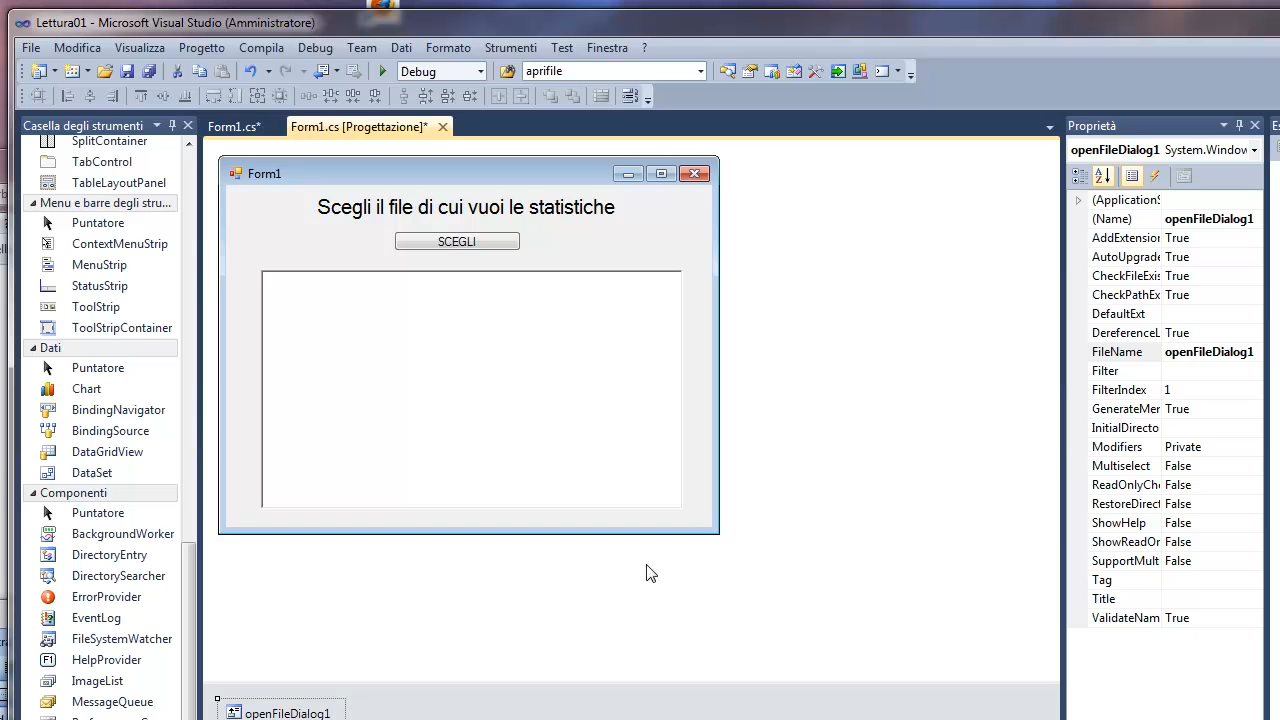 Lettura01 - Microsoft Visual Studio (Amministratore)
File Modifica Visualizza Progetto Compila Debug Team Dati Formato Strumenti Test Finestra ?
Debug aprifile
Casella degli strumenti
SplitContainer
TabControl
TableLayoutPanel
Menu e barre degli stru...
Puntatore
ContextMenuStrip
MenuStrip
StatusStrip
ToolStrip
ToolStripContainer
Dati
Puntatore
Chart
BindingNavigator
BindingSource
DataGridView
DataSet
Componenti
Puntatore
BackgroundWorker
DirectoryEntry
DirectorySearcher
ErrorProvider
EventLog
FileSystemWatcher
HelpProvider
ImageList
MessageQueue
Form1.cs* Form1.cs [Progettazione]*
Form1
Scegli il file di cui vuoi le statistiche
SCEGLI
openFileDialog1
Proprietà
openFileDialog1 System.Window
(ApplicationS
(Name) openFileDialog1
AddExtension True
AutoUpgrade True
CheckFileExis True
CheckPathEx True
DefaultExt
DereferenceL True
FileName openFileDialog1
Filter
FilterIndex 1
GenerateMer True
InitialDirecto
Modifiers Private
Multiselect False
ReadOnlyChe False
RestoreDirect False
ShowHelp False
ShowReadOr False
SupportMult False
Tag
Title
ValidateNam True